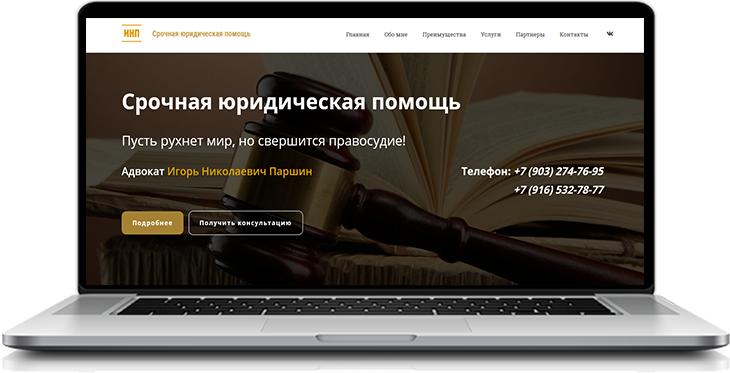 ИНП Срочная юридическая помощь Главная Обо мне Преимущества Услуги Партнеры Контакты
Срочная юридическая помощь
Пусть рухнет мир, но свершится правосудие!
Адвокат Игорь Николаевич Паршин Телефон: +7 (903) 274-76-95
+7 (916) 532-78-77
Подробнее Получить консультацию